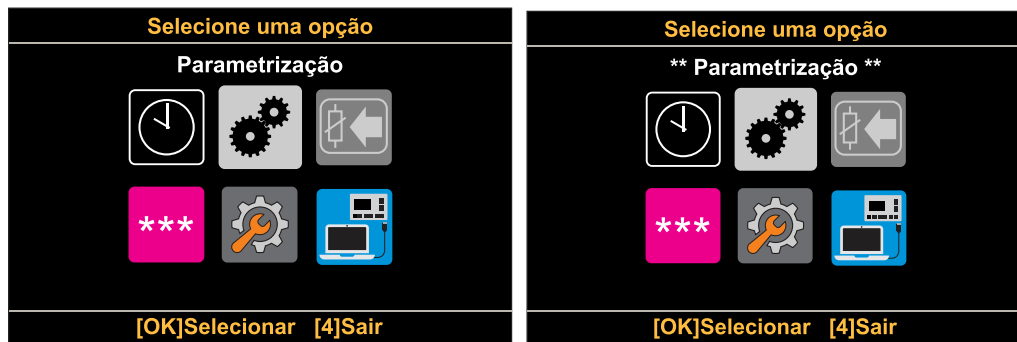 Selecione uma opção
Parametrização
***
[OK]Selecionar [4]Sair
Selecione uma opção
** Parametrização **
***
[OK]Selecionar [4]Sair